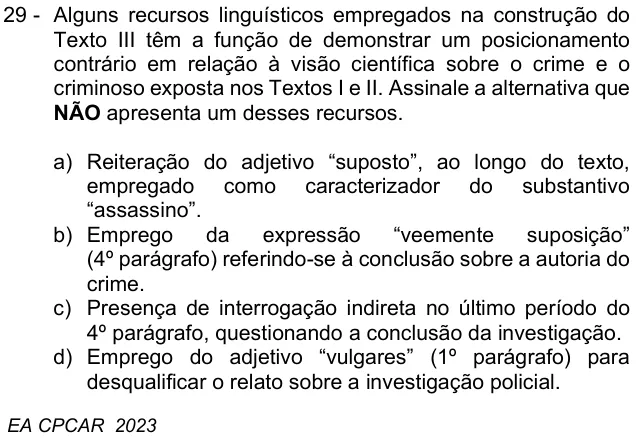 29 - Alguns recursos linguísticos empregados na construção do
Texto III têm a função de demonstrar um posicionamento
contrário em relação à visão científica sobre o crime e o
criminoso exposta nos Textos I e II. Assinale a alternativa que
NÃO apresenta um desses recursos.
a) Reiteração do adjetivo “suposto”, ao longo do texto,
empregado como caracterizador do substantivo
“assassino”.
b) Emprego da expressão “veemente suposição”
(4º parágrafo) referindo-se à conclusão sobre a autoria do
crime.
c) Presença de interrogação indireta no último período do
4º parágrafo, questionando a conclusão da investigação.
d) Emprego do adjetivo “vulgares” (1º parágrafo) para
desqualificar o relato sobre a investigação policial.
EA CPCAR 2023